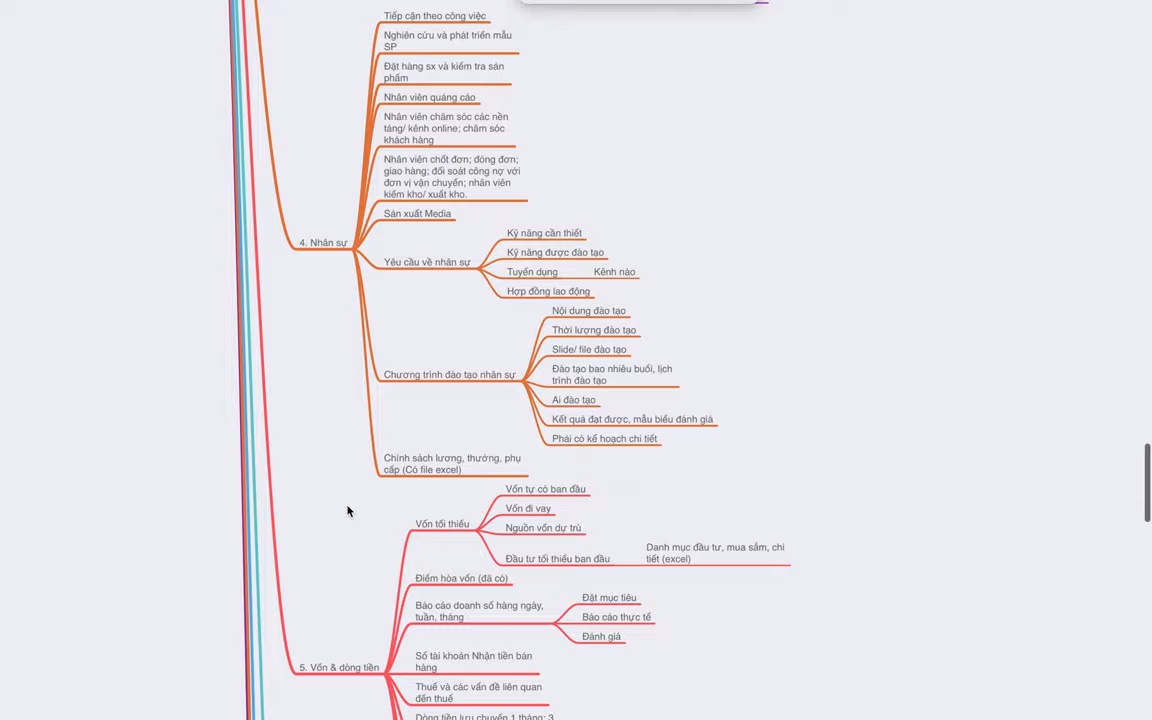 Tiếp cận theo công việc
Nghiên cứu và phát triển mẫu
SP
Đặt hàng sx và kiểm tra sản
phẩm
Nhân viên quảng cáo
Nhân viên chăm sóc các nền
tảng/ kênh online; chăm sóc
khách hàng
Nhân viên chốt đơn; đóng đơn;
giao hàng; đối soát công nợ với
đơn vị vận chuyển; nhân viên
kiểm kho/ xuất kho.
Sản xuất Media
4. Nhân sự
Yêu cầu về nhân sự
Kỹ năng cần thiết
Kỹ năng được đào tạo
Tuyển dụng
Kênh nào
Hợp đồng lao động
Chương trình đào tạo nhân sự
Nội dung đào tạo
Thời lượng đào tạo
Slide/ file đào tạo
Đào tạo bao nhiêu buổi, lịch
trình đào tạo
Ai đào tạo
Kết quả đạt được, mẫu biểu đánh giá
Phải có kế hoạch chi tiết
Chính sách lương, thưởng, phụ
cấp (Có file excel)
5. Vốn & dòng tiền
Vốn tối thiểu
Vốn tự có ban đầu
Vốn đi vay
Nguồn vốn dự trù
Đầu tư tối thiểu ban đầu
Danh mục đầu tư, mua sắm, chi
tiết (excel)
Điểm hòa vốn (đã có)
Báo cáo doanh số hàng ngày,
tuần, tháng
Đặt mục tiêu
Báo cáo thực tế
Đánh giá
Số tài khoản Nhận tiền bán
hàng
Thuế và các vấn đề liên quan
đến thuế
Dòng tiền lưu chuyển 1 tháng; 3